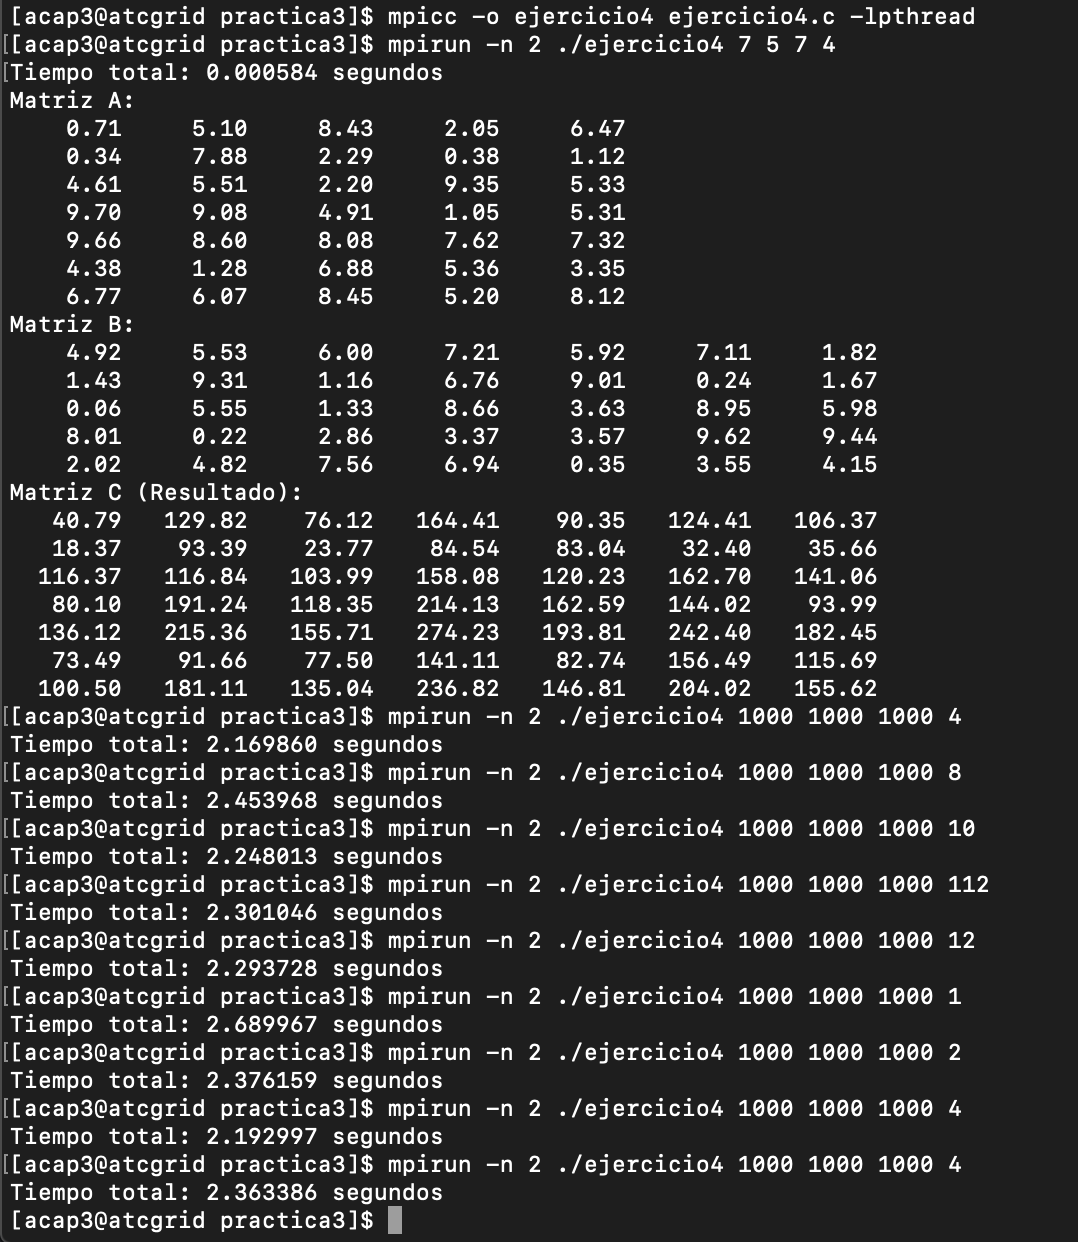 [acap3@atcgrid practica3]$ mpicc -o ejercicio4 ejercicio4.c -lpthread
[[acap3@atcgrid practica3]$ mpirun -n 2 ./ejercicio4 7 5 7 4
[Tiempo total: 0.000584 segundos
Matriz A:
    0.71     5.10     8.43     2.05     6.47
    0.34     7.88     2.29     0.38     1.12
    4.61     5.51     2.20     9.35     5.33
    9.70     9.08     4.91     1.05     5.31
    9.66     8.60     8.08     7.62     7.32
    4.38     1.28     6.88     5.36     3.35
    6.77     6.07     8.45     5.20     8.12
Matriz B:
    4.92     5.53     6.00     7.21     5.92     7.11     1.82
    1.43     9.31     1.16     6.76     9.01     0.24     1.67
    0.06     5.55     1.33     8.66     3.63     8.95     5.98
    8.01     0.22     2.86     3.37     3.57     9.62     9.44
    2.02     4.82     7.56     6.94     0.35     3.55     4.15
Matriz C (Resultado):
   40.79   129.82    76.12   164.41    90.35   124.41   106.37
   18.37    93.39    23.77    84.54    83.04    32.40    35.66
  116.37   116.84   103.99   158.08   120.23   162.70   141.06
   80.10   191.24   118.35   214.13   162.59   144.02    93.99
  136.12   215.36   155.71   274.23   193.81   242.40   182.45
   73.49    91.66    77.50   141.11    82.74   156.49   115.69
  100.50   181.11   135.04   236.82   146.81   204.02   155.62
[[acap3@atcgrid practica3]$ mpirun -n 2 ./ejercicio4 1000 1000 1000 4
Tiempo total: 2.169860 segundos
[[acap3@atcgrid practica3]$ mpirun -n 2 ./ejercicio4 1000 1000 1000 8
Tiempo total: 2.453968 segundos
[[acap3@atcgrid practica3]$ mpirun -n 2 ./ejercicio4 1000 1000 1000 10
Tiempo total: 2.248013 segundos
[[acap3@atcgrid practica3]$ mpirun -n 2 ./ejercicio4 1000 1000 1000 112
Tiempo total: 2.301046 segundos
[[acap3@atcgrid practica3]$ mpirun -n 2 ./ejercicio4 1000 1000 1000 12
Tiempo total: 2.293728 segundos
[[acap3@atcgrid practica3]$ mpirun -n 2 ./ejercicio4 1000 1000 1000 1
Tiempo total: 2.689967 segundos
[[acap3@atcgrid practica3]$ mpirun -n 2 ./ejercicio4 1000 1000 1000 2
Tiempo total: 2.376159 segundos
[[acap3@atcgrid practica3]$ mpirun -n 2 ./ejercicio4 1000 1000 1000 4
Tiempo total: 2.192997 segundos
[[acap3@atcgrid practica3]$ mpirun -n 2 ./ejercicio4 1000 1000 1000 4
Tiempo total: 2.363386 segundos
[acap3@atcgrid practica3]$